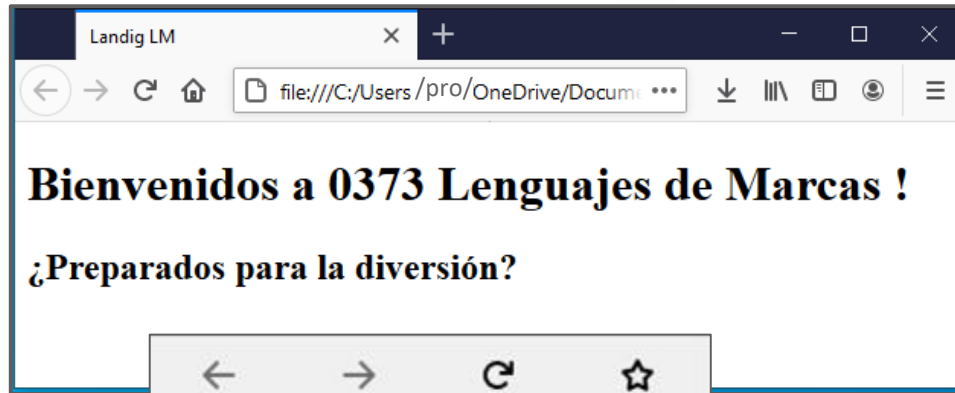 Landig LM
file:///C:/Users/pro/OneDrive/Docume
Bienvenidos a 0373 Lenguajes de Marcas !
¿Preparados para la diversión?